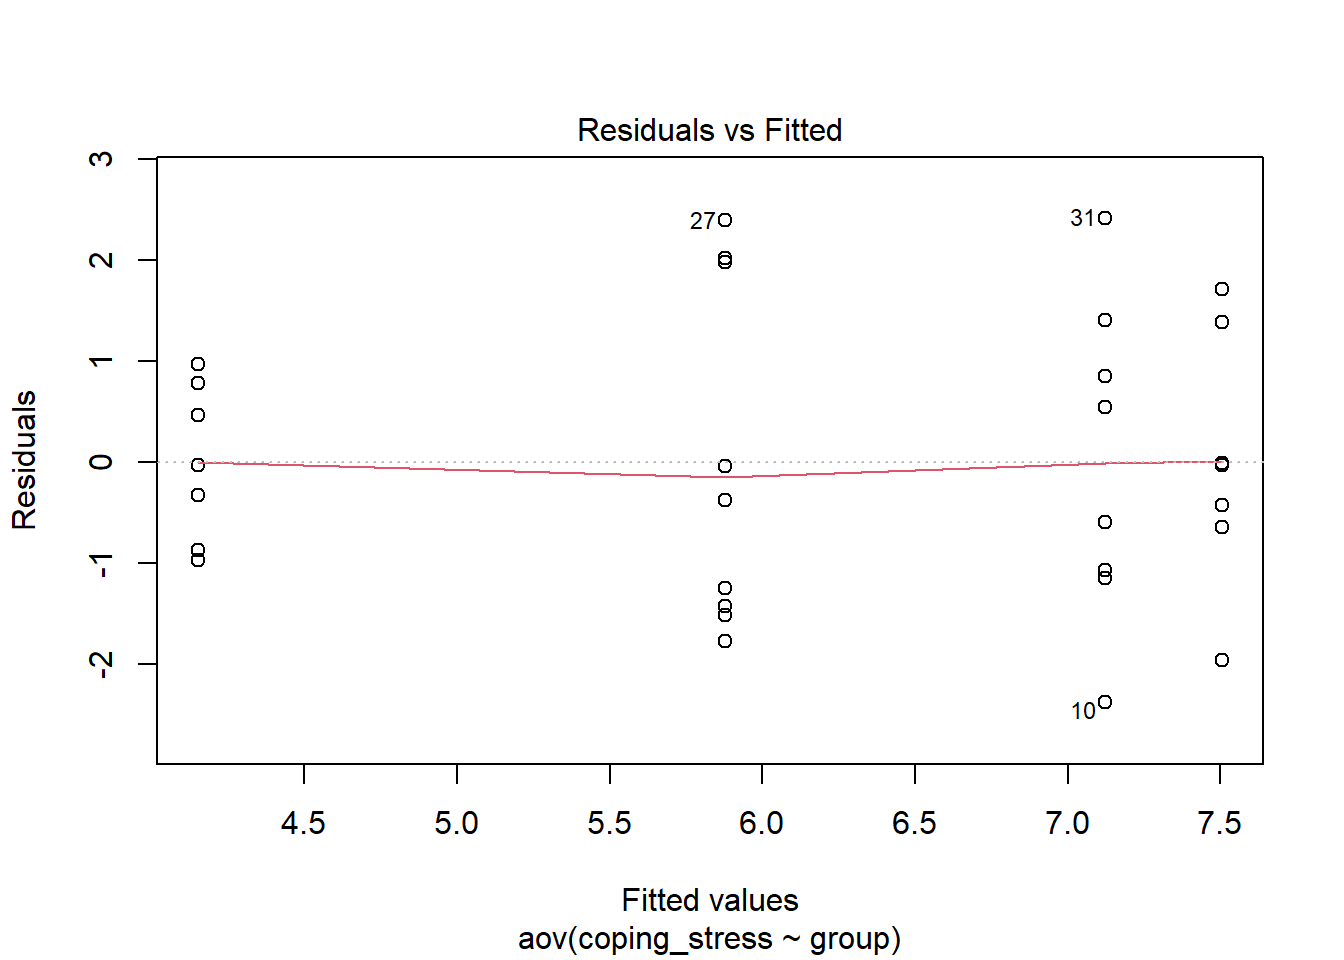 Residuals vs Fitted
3
2
1
0
-1
-2
Residuals
27
31
10
4.5 5.0 5.5 6.0 6.5 7.0 7.5
Fitted values
aov(coping_stress ~ group)